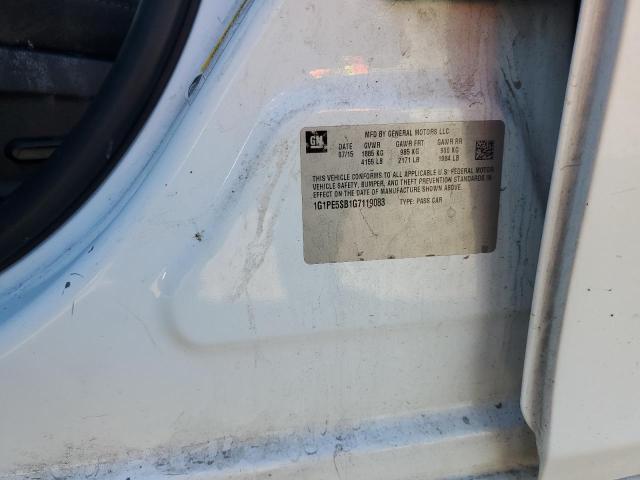 GM
MFD BY GENERAL MOTORS LLC
DATE GVWR GAWR FRT GAWR RR
07/15 1885 KG 985 KG 900 KG
4155 LB 2171 LB 1984 LB
THIS VEHICLE CONFORMS TO ALL APPLICABLE U.S. FEDERAL MOTOR
VEHICLE SAFETY, BUMPER, AND THEFT PREVENTION STANDARDS IN
EFFECT ON THE DATE OF MANUFACTURE SHOWN ABOVE.
1G1PE5SB1G7119083 TYPE: PASS CAR